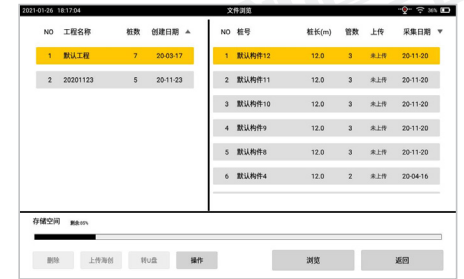 2021-01-26 18:17:04 文件浏览 36%
NO 工程名称 桩数 创建日期 ▲
1 默认工程 7 20-03-17
2 20201123 5 20-11-23
NO 桩号 桩长(m) 管数 上传 采集日期 ▼
1 默认构件12 12.0 3 未上传 20-11-20
2 默认构件11 12.0 3 未上传 20-11-20
3 默认构件10 12.0 3 未上传 20-11-20
4 默认构件9 12.0 3 未上传 20-11-20
5 默认构件8 12.0 3 未上传 20-11-20
6 默认构件4 12.0 2 未上传 20-04-16
存储空间 剩余:85%
删除 上传海创 转U盘 操作 浏览 返回